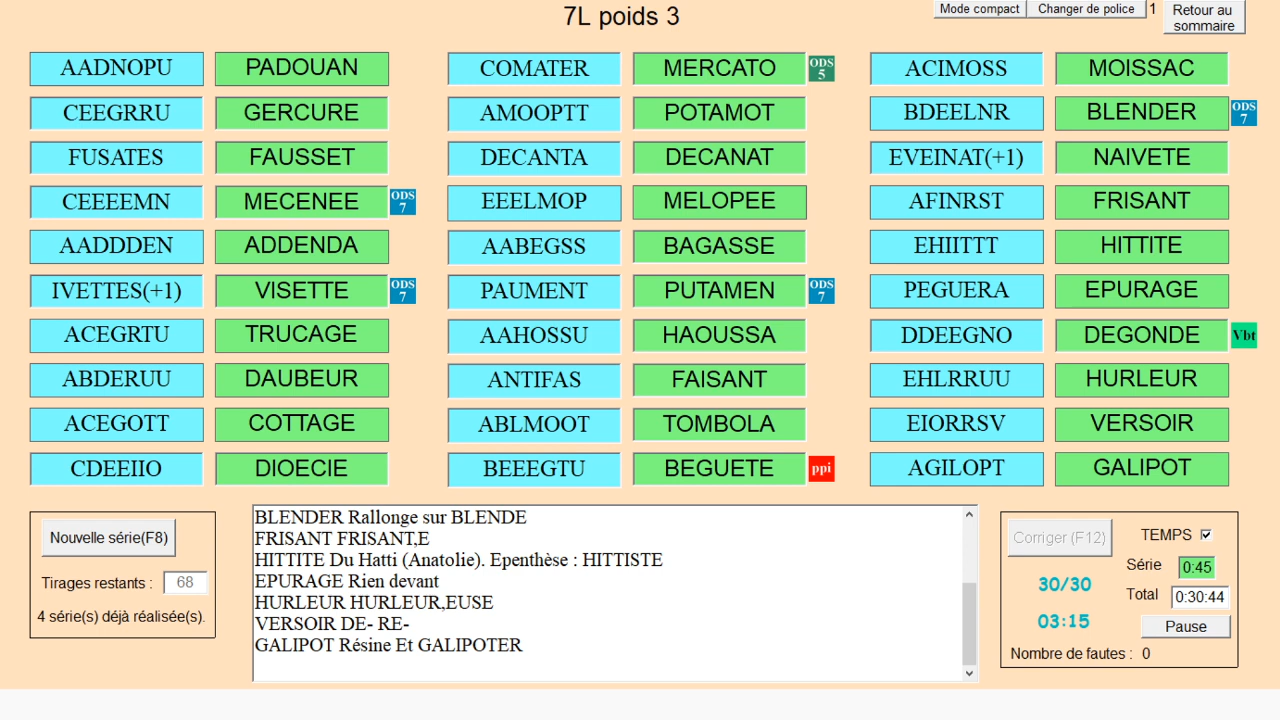 7L poids 3
Mode compact
Changer de police
1
Retour au
sommaire
AADNOPU PADOUAN
CEEGRRU GERCURE
FUSATES FAUSSET
CEEEEMN MECENEE ODS 7
AADDDEN ADDENDA
IVETTES(+1) VISETTE ODS 7
ACEGRTU TRUCAGE
ABDERUU DAUBEUR
ACEGOTT COTTAGE
CDEEIIO DIOECIE
COMATER MERCATO ODS 5
AMOOPTT POTAMOT
DECANTA DECANAT
EEELMOP MELOPEE
AABEGSS BAGASSE
PAUMENT PUTAMEN ODS 7
AAHOSSU HAOUSSA
ANTIFAS FAISANT
ABLMOOT TOMBOLA
BEEEGTU BEGUETE ppi
ACIMOSS MOISSAC
BDEELNR BLENDER ODS 7
EVEINAT(+1) NAIVETE
AFINRST FRISANT
EHIITTT HITTITE
PEGUERA EPURAGE
DDEEGNO DEGONDE Vbt
EHLRRUU HURLEUR
EIORRSV VERSOIR
AGILOPT GALIPOT
Nouvelle série(F8)
Tirages restants : 68
4 série(s) déjà réalisée(s).
BLENDER Rallonge sur BLENDE
FRISANT FRISANT,E
HITTITE Du Hatti (Anatolie). Epenthèse : HITTISTE
EPURAGE Rien devant
HURLEUR HURLEUR,EUSE
VERSOIR DE- RE-
GALIPOT Résine Et GALIPOTER
Corriger (F12)
TEMPS
Série 0:45
30/30
Total 0:30:44
03:15
Pause
Nombre de fautes : 0